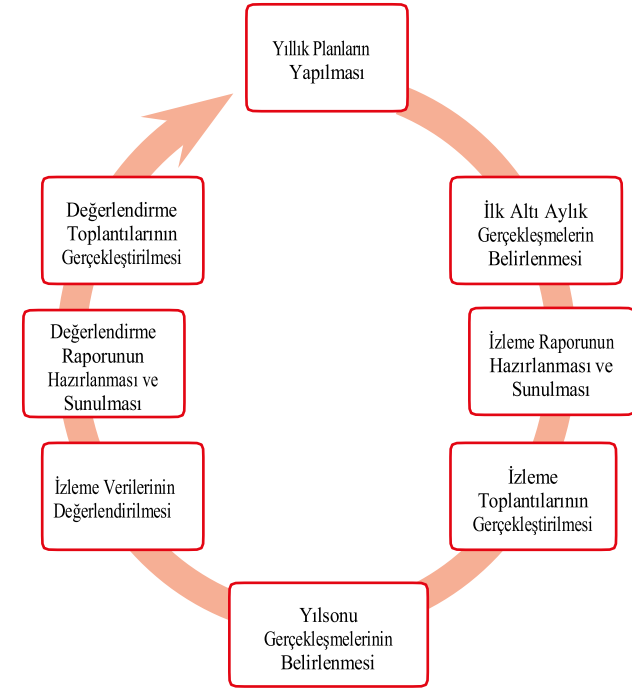 Yıllık Planların
Yapılması
İlk Altı Aylık
Gerçekleşmelerin
Belirlenmesi
İzleme Raporunun
Hazırlanması ve
Sunulması
İzleme
Toplantılarının
Gerçekleştirilmesi
Yılsonu
Gerçekleşmelerinin
Belirlenmesi
İzleme Verilerinin
Değerlendirilmesi
Değerlendirme
Raporunun
Hazırlanması ve
Sunulması
Değerlendirme
Toplantılarının
Gerçekleştirilmesi